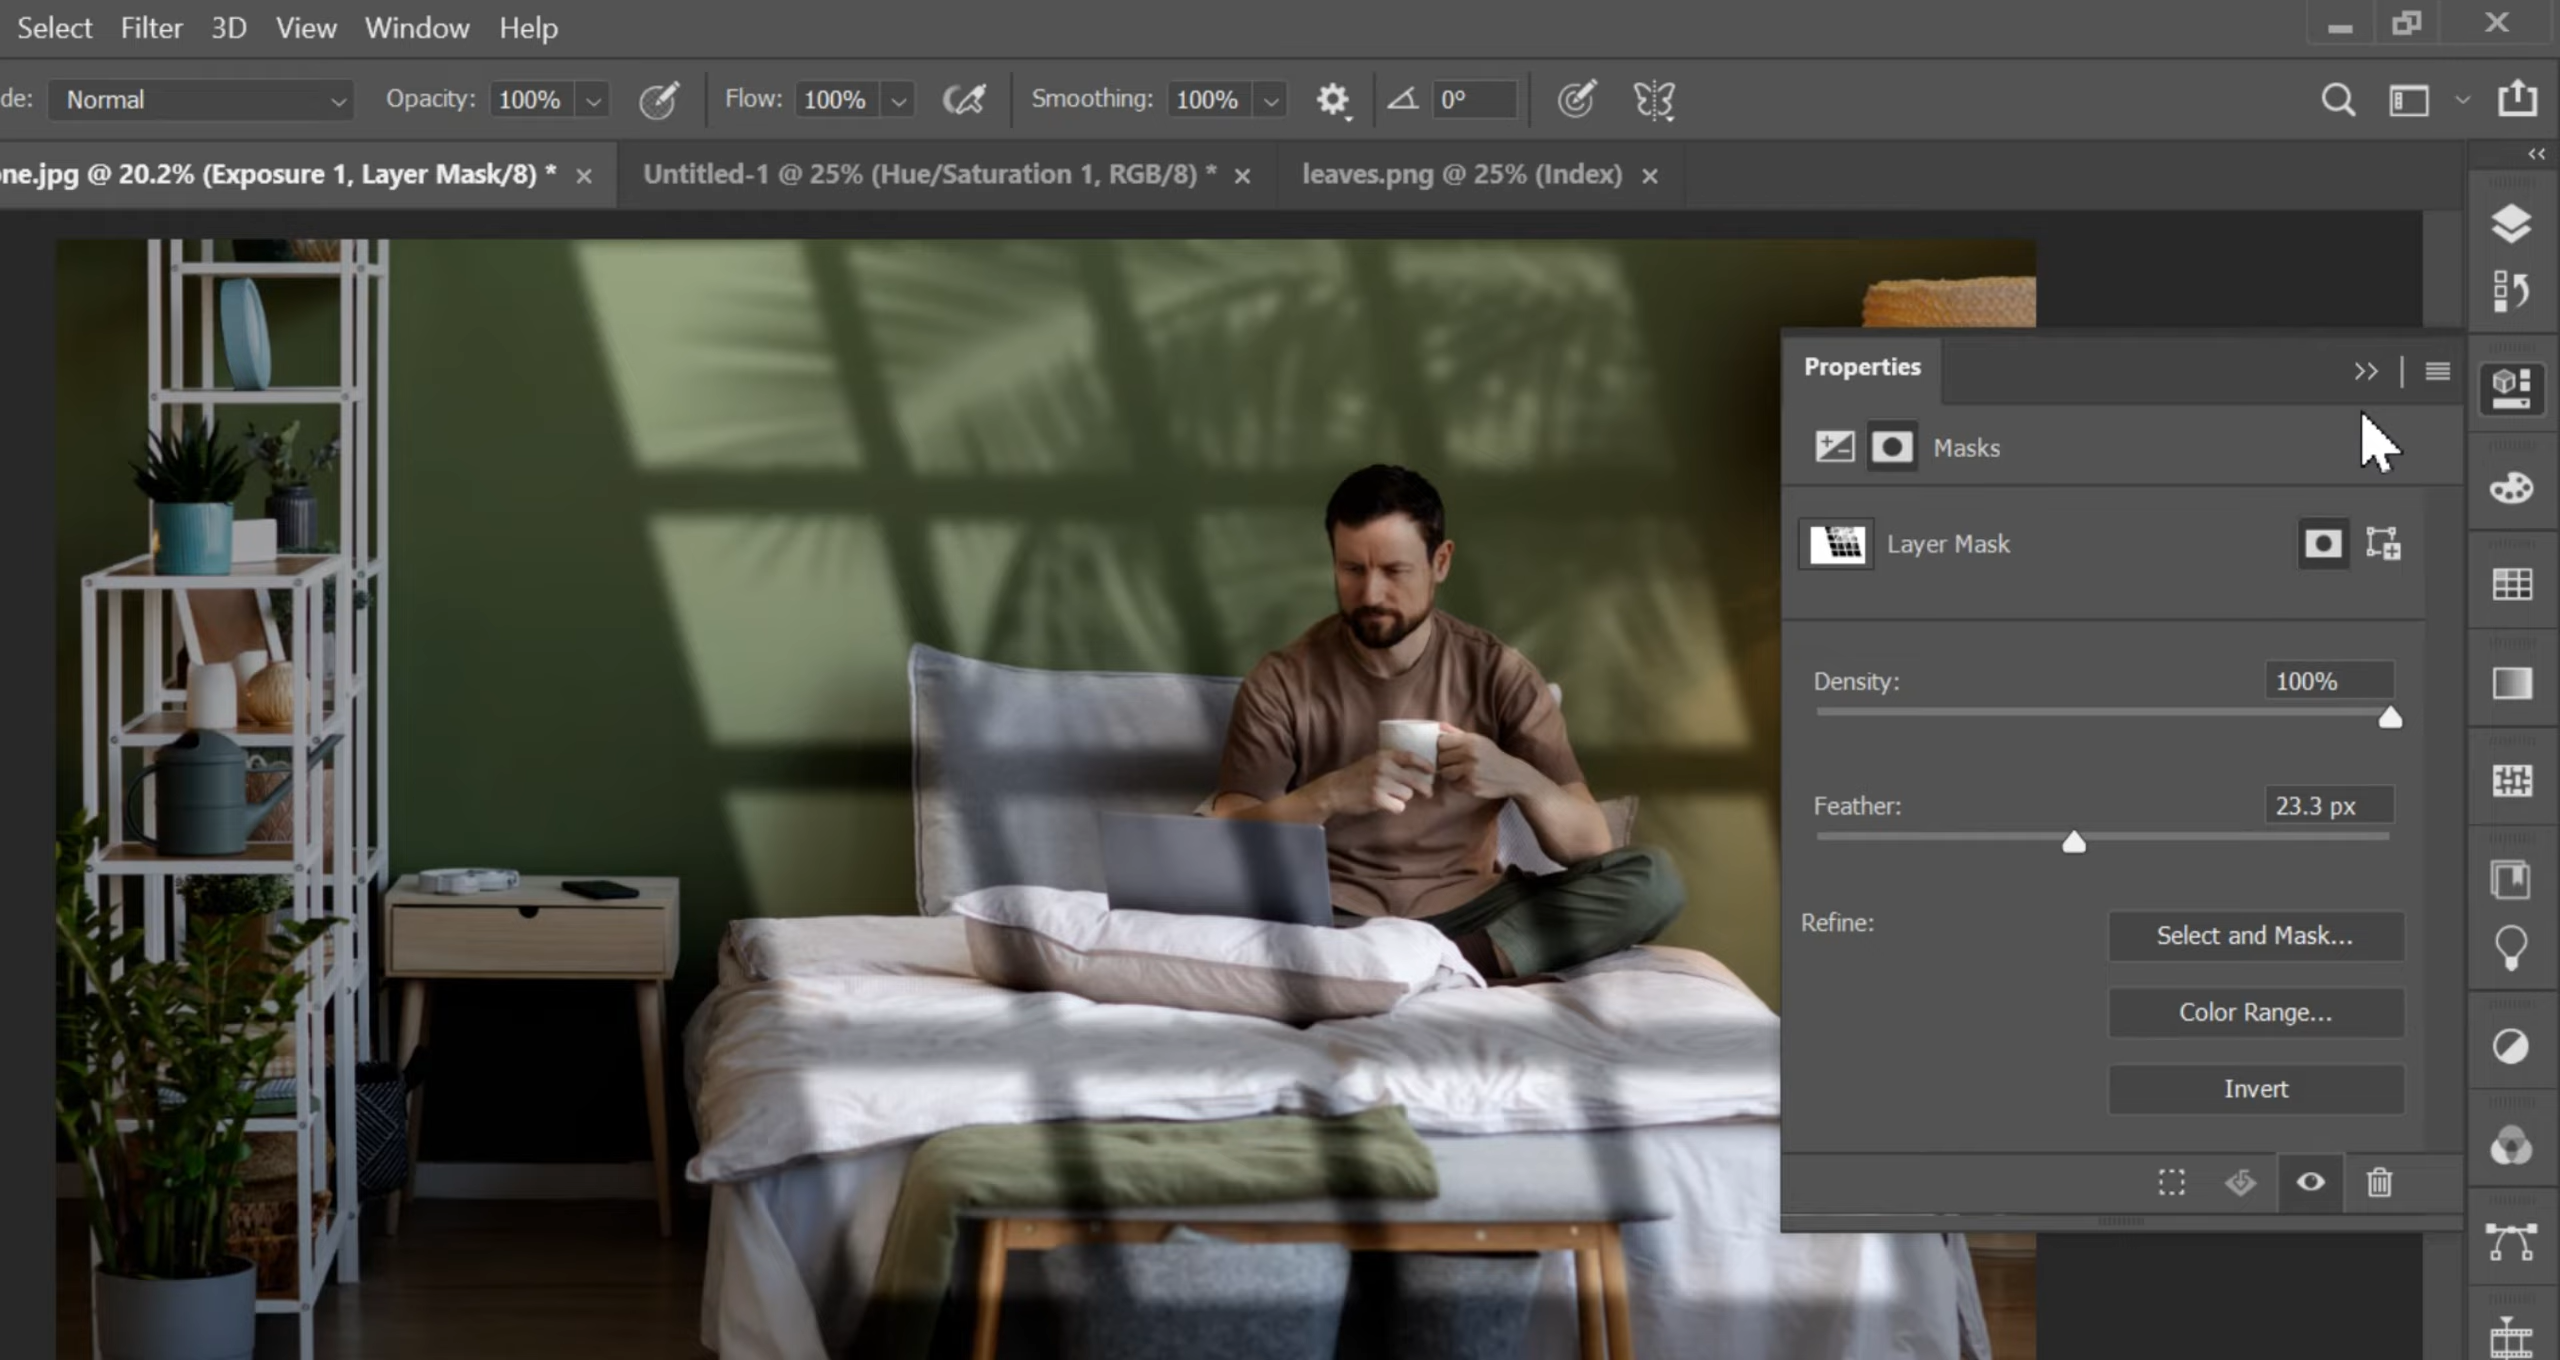 Select Filter 3D View Window Help
de: Normal Opacity: 100% Flow: 100% Smoothing: 100% 0°
ne.jpg @ 20.2% (Exposure 1, Layer Mask/8) * × Untitled-1 @ 25% (Hue/Saturation 1, RGB/8) * × leaves.png @ 25% (Index) ×
Properties
Masks
Layer Mask
Density: 100%
Feather: 23.3 px
Refine: Select and Mask...
Color Range...
Invert